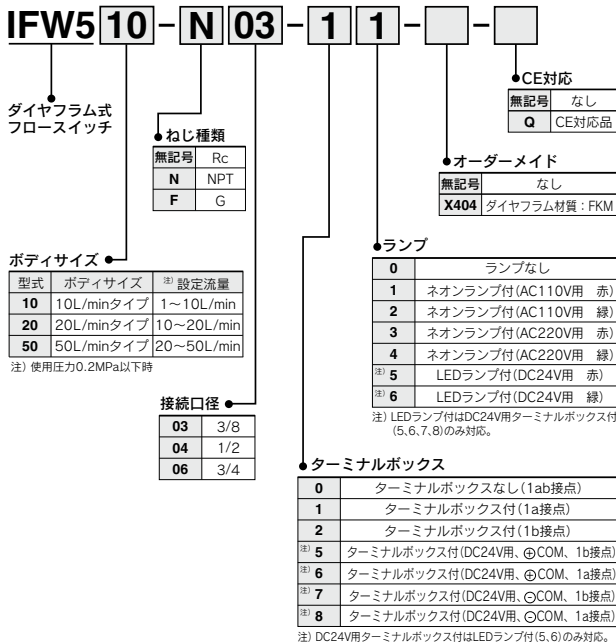 IFW5 10 - N 03 - 1 1 - □ - □
ダイヤフラム式
フロースイッチ
●ねじ種類
無記号 Rc
N NPT
F G
ボディサイズ●
型式 ボディサイズ 注)設定流量
10 10L/minタイプ 1～10L/min
20 20L/minタイプ 10～20L/min
50 50L/minタイプ 20～50L/min
注) 使用圧力0.2MPa以下時
接続口径●
03 3/8
04 1/2
06 3/4
●CE対応
無記号 なし
Q CE対応品
●オーダーメイド
無記号 なし
X404 ダイヤフラム材質：FKM
●ランプ
0 ランプなし
1 ネオンランプ付(AC110V用　赤)
2 ネオンランプ付(AC110V用　緑)
3 ネオンランプ付(AC220V用　赤)
4 ネオンランプ付(AC220V用　緑)
注) 5 LEDランプ付(DC24V用　赤)
注) 6 LEDランプ付(DC24V用　緑)
注) LEDランプ付はDC24V用ターミナルボックス付
(5､6､7､8)のみ対応。
●ターミナルボックス
0 ターミナルボックスなし(1ab接点)
1 ターミナルボックス付(1a接点)
2 ターミナルボックス付(1b接点)
注) 5 ターミナルボックス付(DC24V用、⊕COM、1b接点)
注) 6 ターミナルボックス付(DC24V用、⊕COM、1a接点)
注) 7 ターミナルボックス付(DC24V用、⊖COM、1b接点)
注) 8 ターミナルボックス付(DC24V用、⊖COM、1a接点)
注) DC24V用ターミナルボックス付はLEDランプ付(5､6)のみ対応。